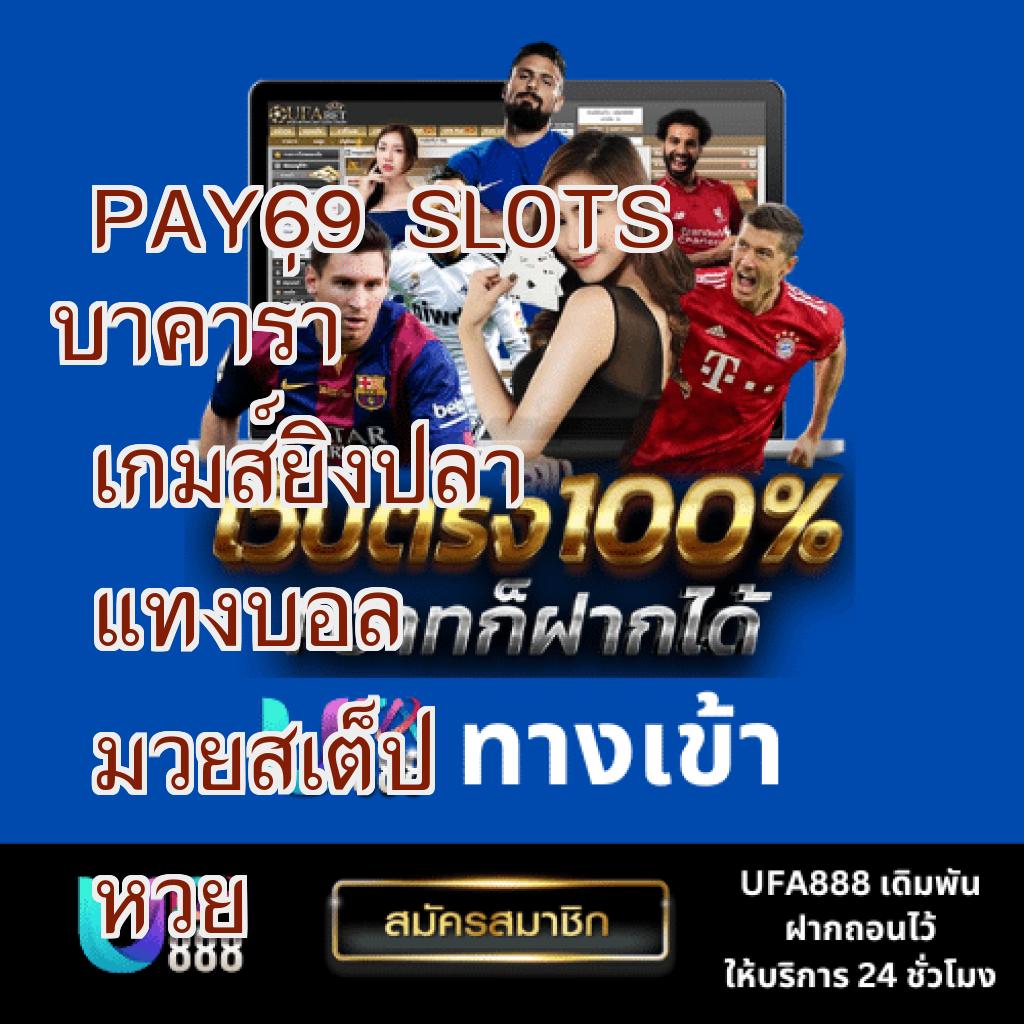 UFABET
PAY69 SLOTS
บาคาร่า
เกมส์ยิงปลา
เว็บตรง100%
แทงบอล
ก็ฝากได้
มวยสเต็ป
ทางเข้า
หวย
888
สมัครสมาชิก
UFA888 เดิมพัน
ฝากถอนไว้
ให้บริการ 24 ชั่วโมง